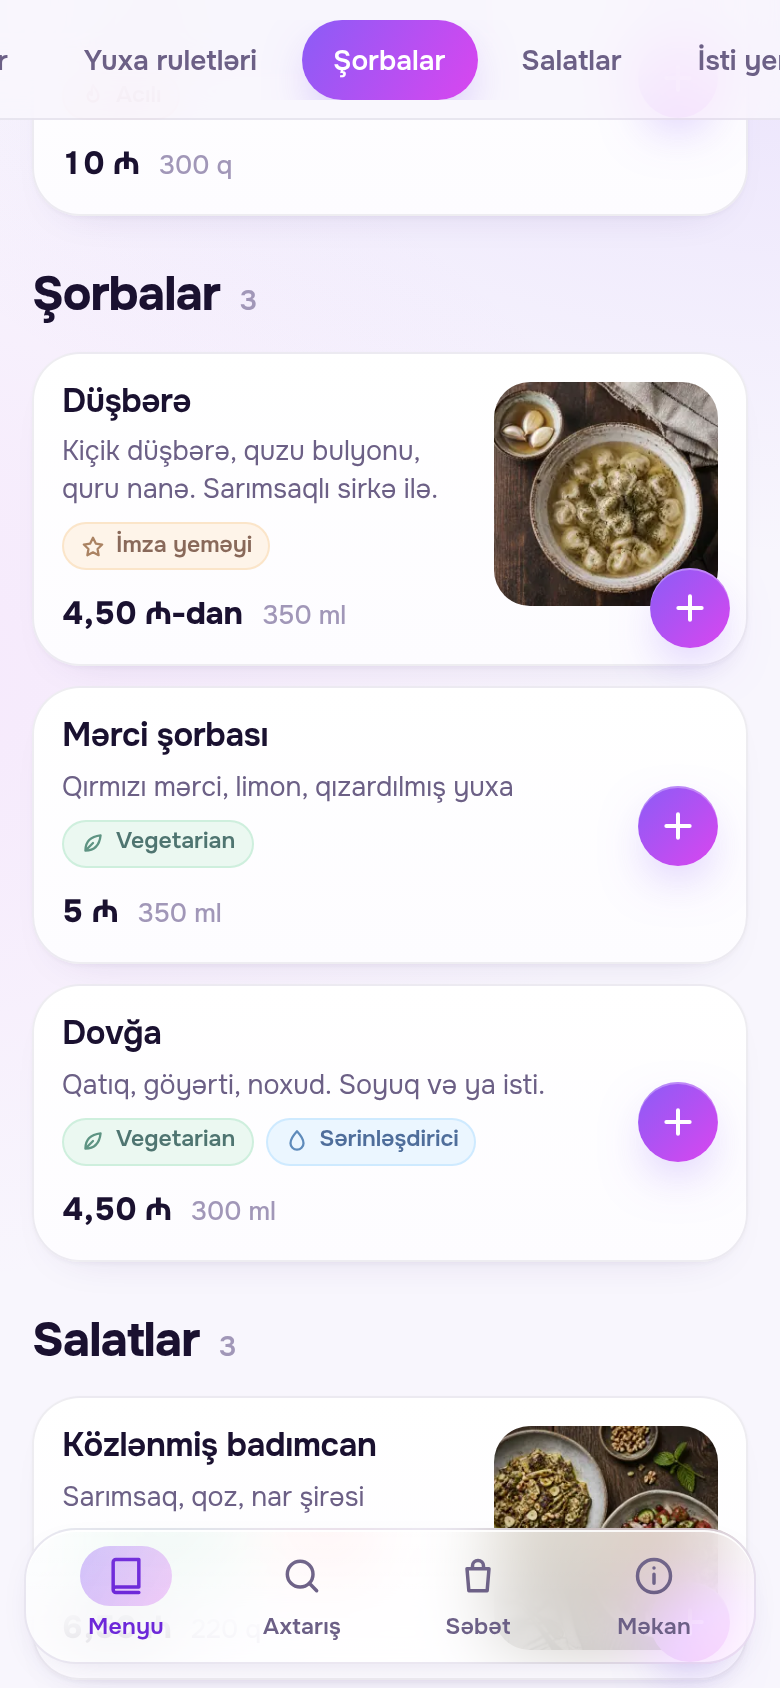 Yuxa ruletləri
Şorbalar
Salatlar
İsti
10 ₼ 300 q
Şorbalar 3
Düşbərə
Kiçik düşbərə, quzu bulyonu,
quru nanə. Sarımsaqlı sirkə ilə.
İmza yeməyi
4,50 ₼-dan 350 ml
Mərci şorbası
Qırmızı mərci, limon, qızardılmış yuxa
Vegetarian
5 ₼ 350 ml
Dovğa
Qatıq, göyərti, noxud. Soyuq və ya isti.
Vegetarian Sərinləşdirici
4,50 ₼ 300 ml
Salatlar 3
Közlənmiş badımcan
Sarımsaq, qoz, nar şirəsi
Menyu Axtarış Səbət Məkan